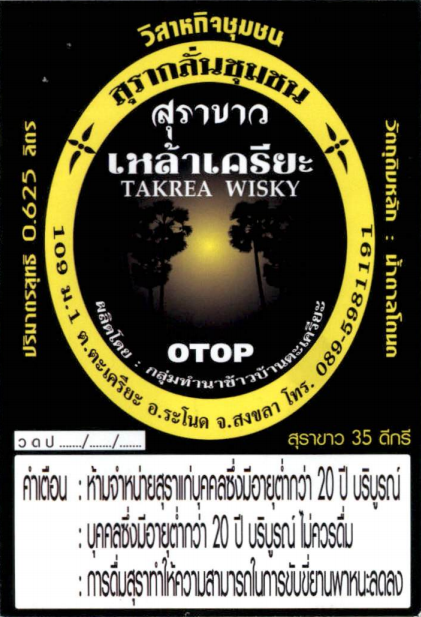 วิสาหกิจชุมชน
สุรากลั่นชุมชน
สุราขาว
เหล้าเครียะ
TAKREA WISKY
OTOP
ผลิตโดย : กลุ่มทำนาข้าวบ้านตะเครียะ
109 ม.1 ต.ตะเครียะ อ.ระโนด จ.สงขลา โทร. 089-5981191
ปริมาตรสุทธิ 0.625 ลิตร
วัตถุดิบหลัก : น้ำตาลโตนด
ว ด ป ....../....../......
สุราขาว 35 ดีกรี
คำเตือน : ห้ามจำหน่ายสุราแก่บุคคลซึ่งมีอายุต่ำกว่า 20 ปี บริบูรณ์
: บุคคลซึ่งมีอายุต่ำกว่า 20 ปี บริบูรณ์ ไม่ควรดื่ม
: การดื่มสุราทำให้ความสามารถในการขับขี่ยานพาหนะลดลง